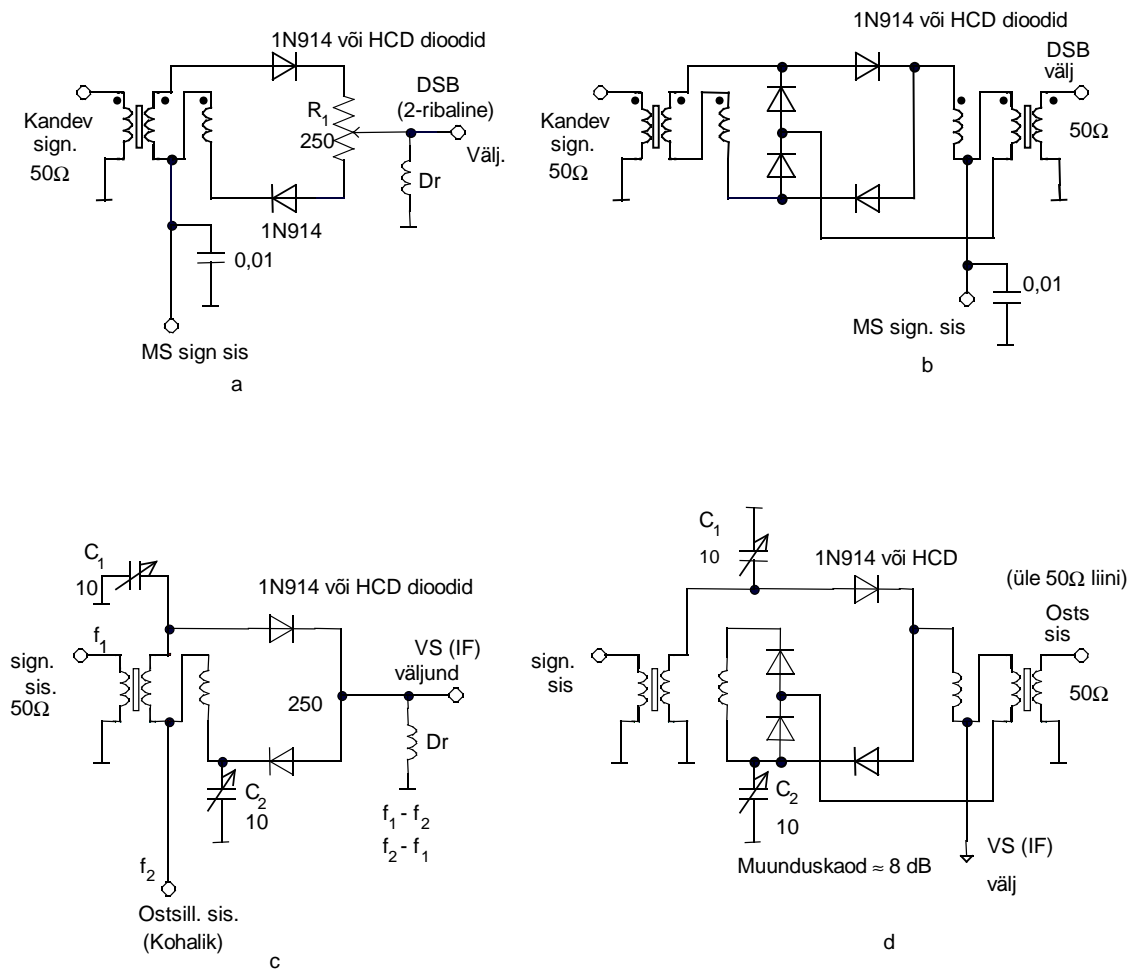 1N914 või HCD dioodid
R1
250
DSB
(2-ribaline)
Välj.
Kandev
sign.
50Ω
Dr
1N914
0,01
MS sign sis
a
1N914 või HCD dioodid
DSB
välj
50Ω
Kandev
sign.
50Ω
0,01
MS sign. sis
b
C1
10
1N914 või HCD dioodid
f1
sign.
sis.
50Ω
VS (IF)
väljund
250
Dr
C2
10
f1 - f2
f2 - f1
f2
Ostsill. sis.
(Kohalik)
c
C1
10
1N914 või HCD
(üle 50Ω liini)
Osts
sis
50Ω
sign.
sis
C2
10
Muunduskaod ≈ 8 dB
VS (IF)
välj
d